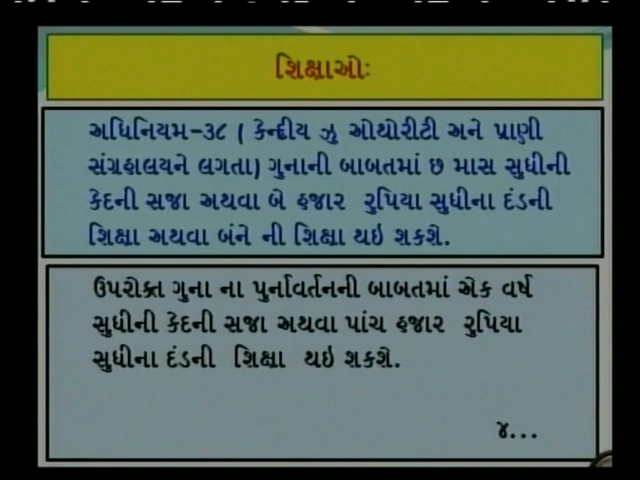 શિક્ષાઓઃ
અધિનિયમ-૩૮ ( કેન્દ્રીય ઝુ ઓથોરીટી અને પ્રાણી
સંગ્રહાલયને લગતા) ગુનાની બાબતમાં છ માસ સુધીની
કેદની સજા અથવા બે હજાર રુપિયા સુધીના દંડની
શિક્ષા અથવા બંને ની શિક્ષા થઇ શકશે.
ઉપરોક્ત ગુના ના પુર્નાવર્તનની બાબતમાં એક વર્ષ
સુધીની કેદની સજા અથવા પાંચ હજાર રુપિયા
સુધીના દંડની શિક્ષા થઇ શકશે.
૪...